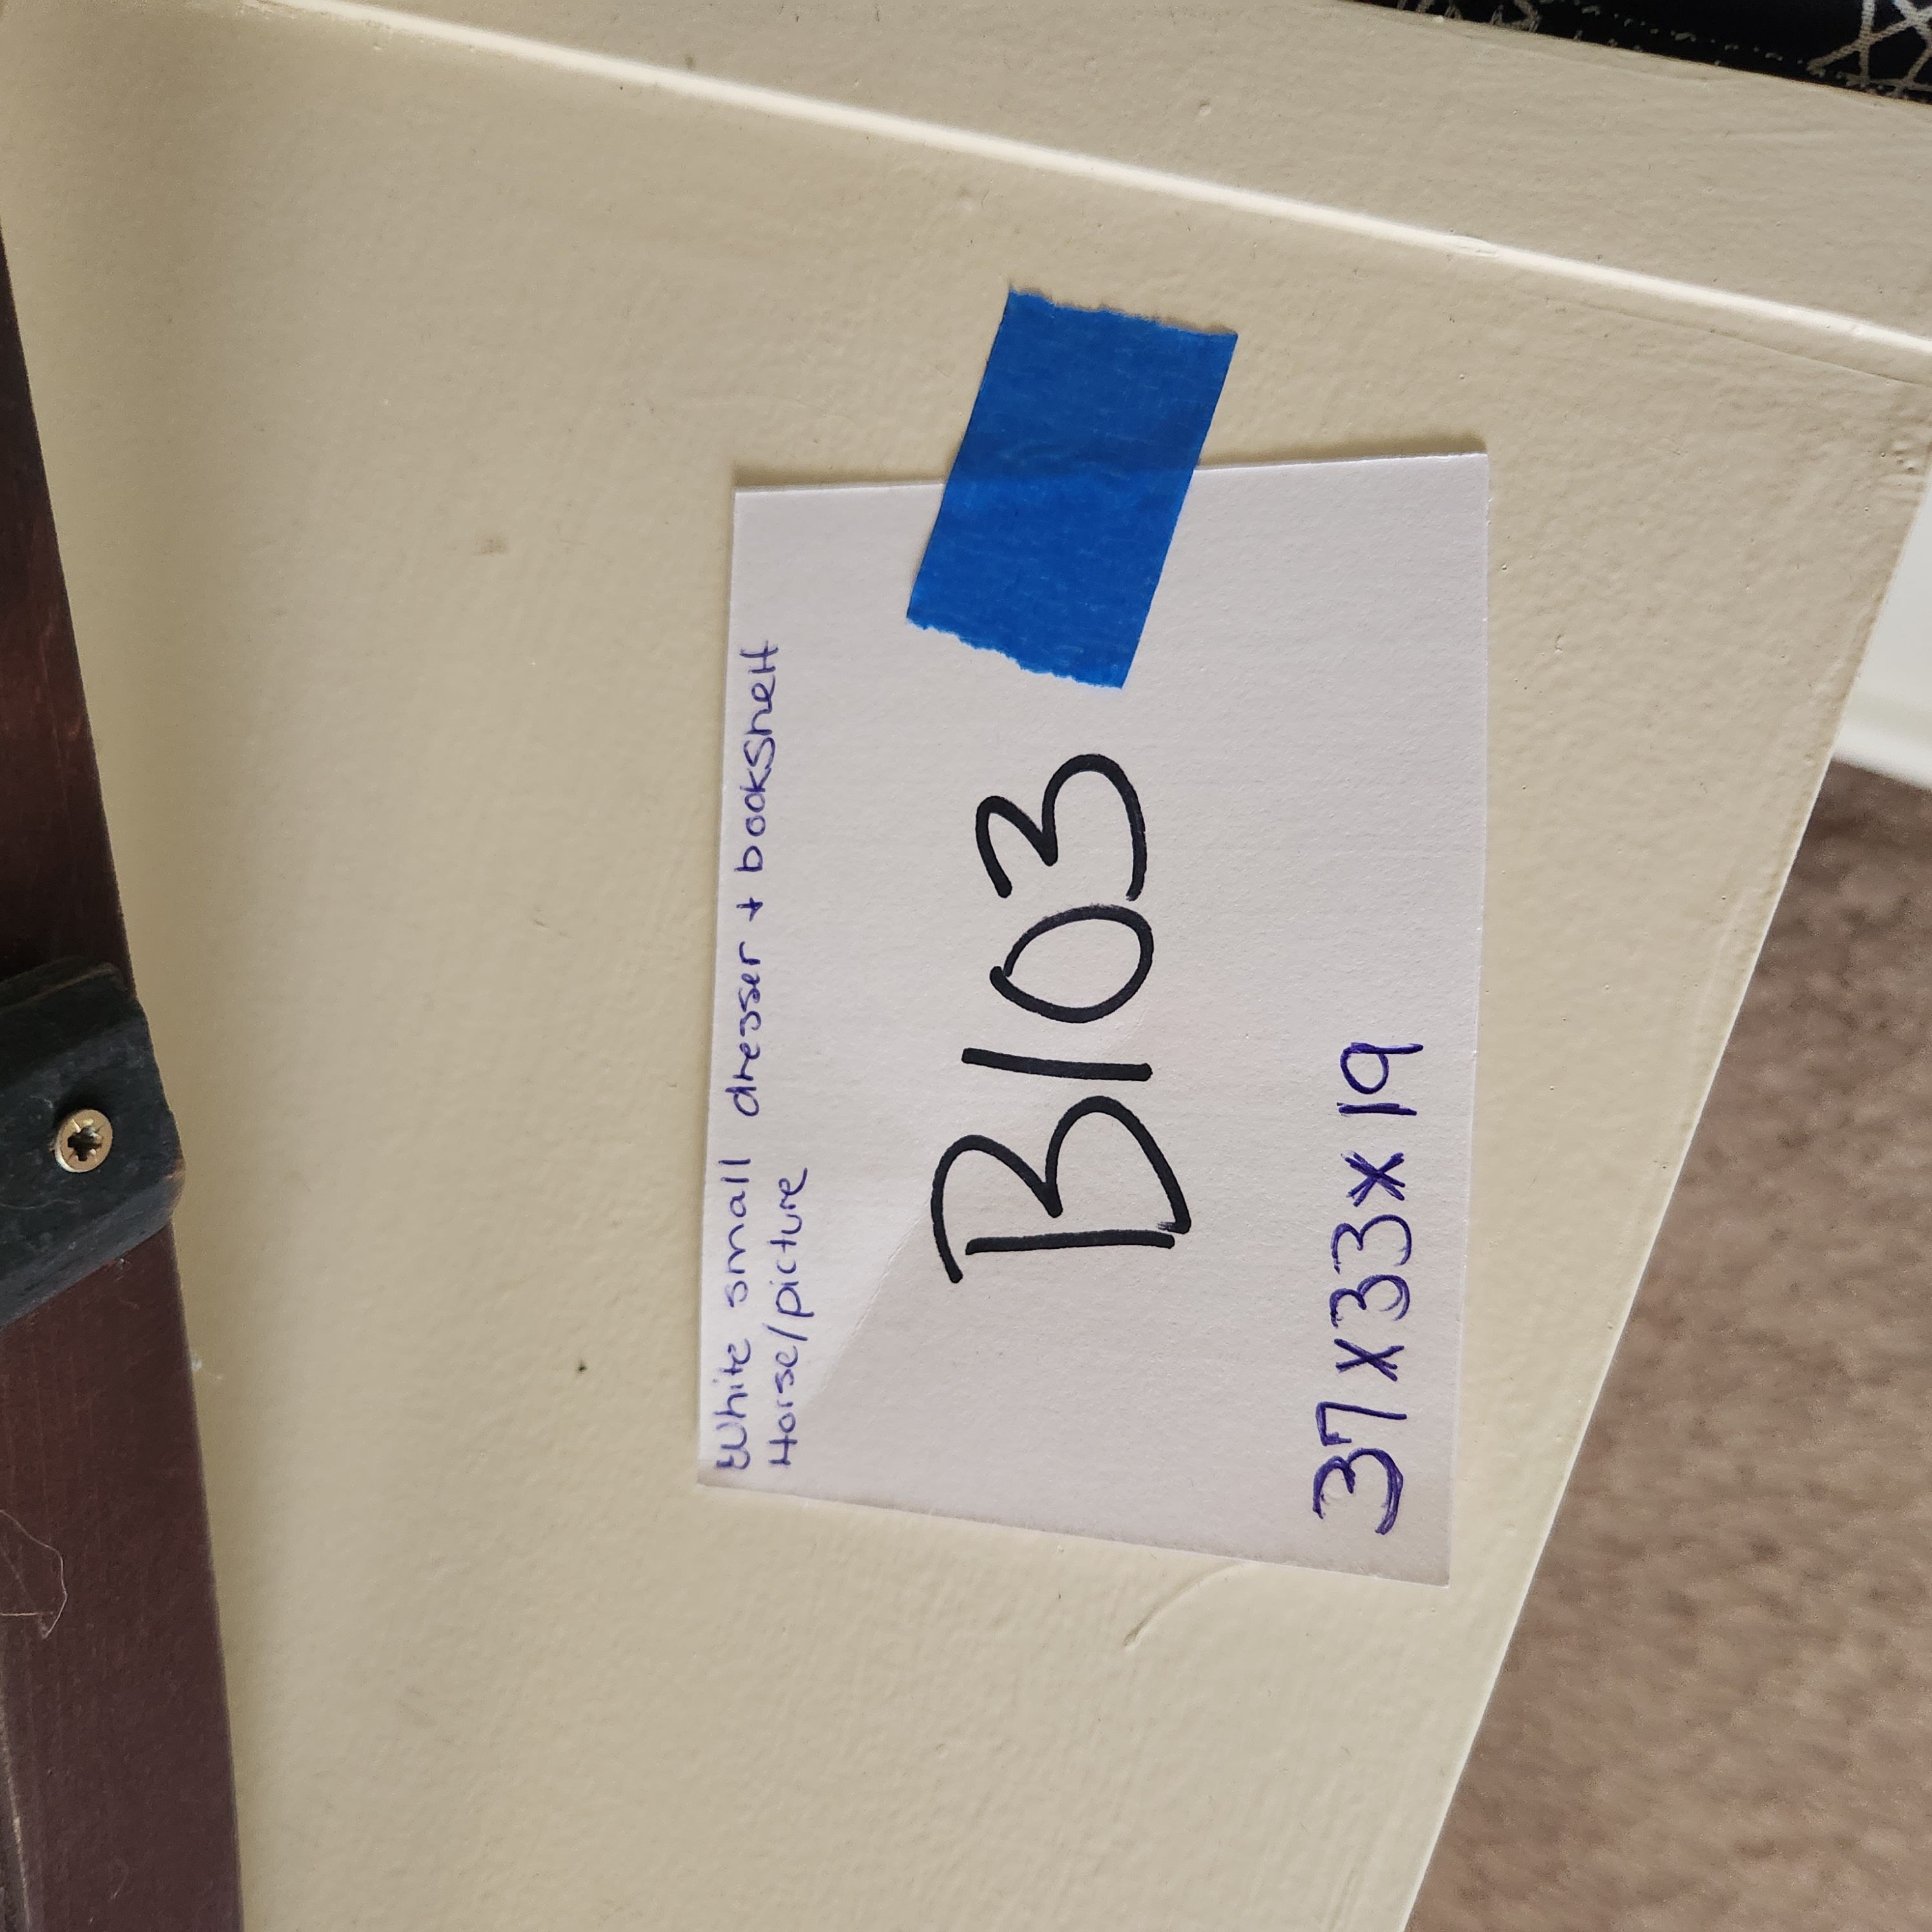 White small dresser + bookshelf
Horse/picture
B103
37x33x19